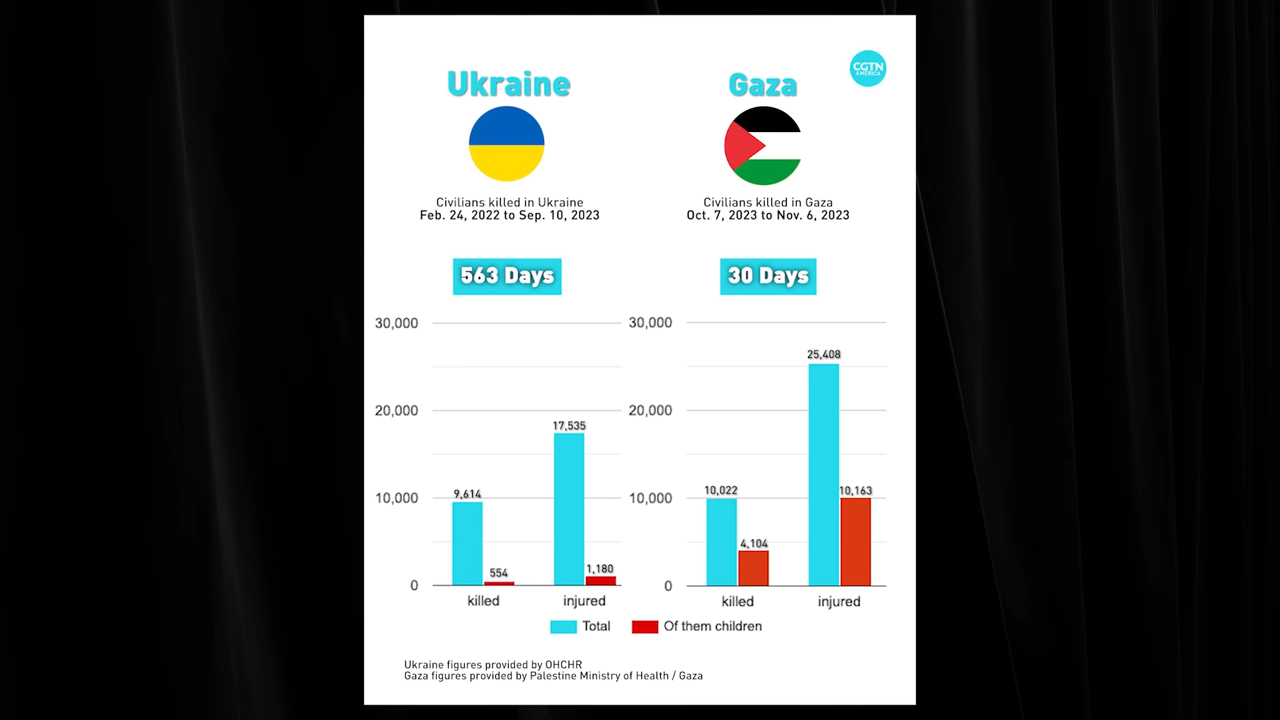 CGTN
AMERICA
Ukraine
Gaza
Civilians killed in Ukraine
Feb. 24, 2022 to Sep. 10, 2023
Civilians killed in Gaza
Oct. 7, 2023 to Nov. 6, 2023
563 Days
30 Days
30,000
20,000
10,000
0
9,614
554
17,535
1,180
killed
injured
30,000
20,000
10,000
0
10,022
4,104
25,408
10,163
killed
injured
Total
Of them children
Ukraine figures provided by OHCHR
Gaza figures provided by Palestine Ministry of Health / Gaza